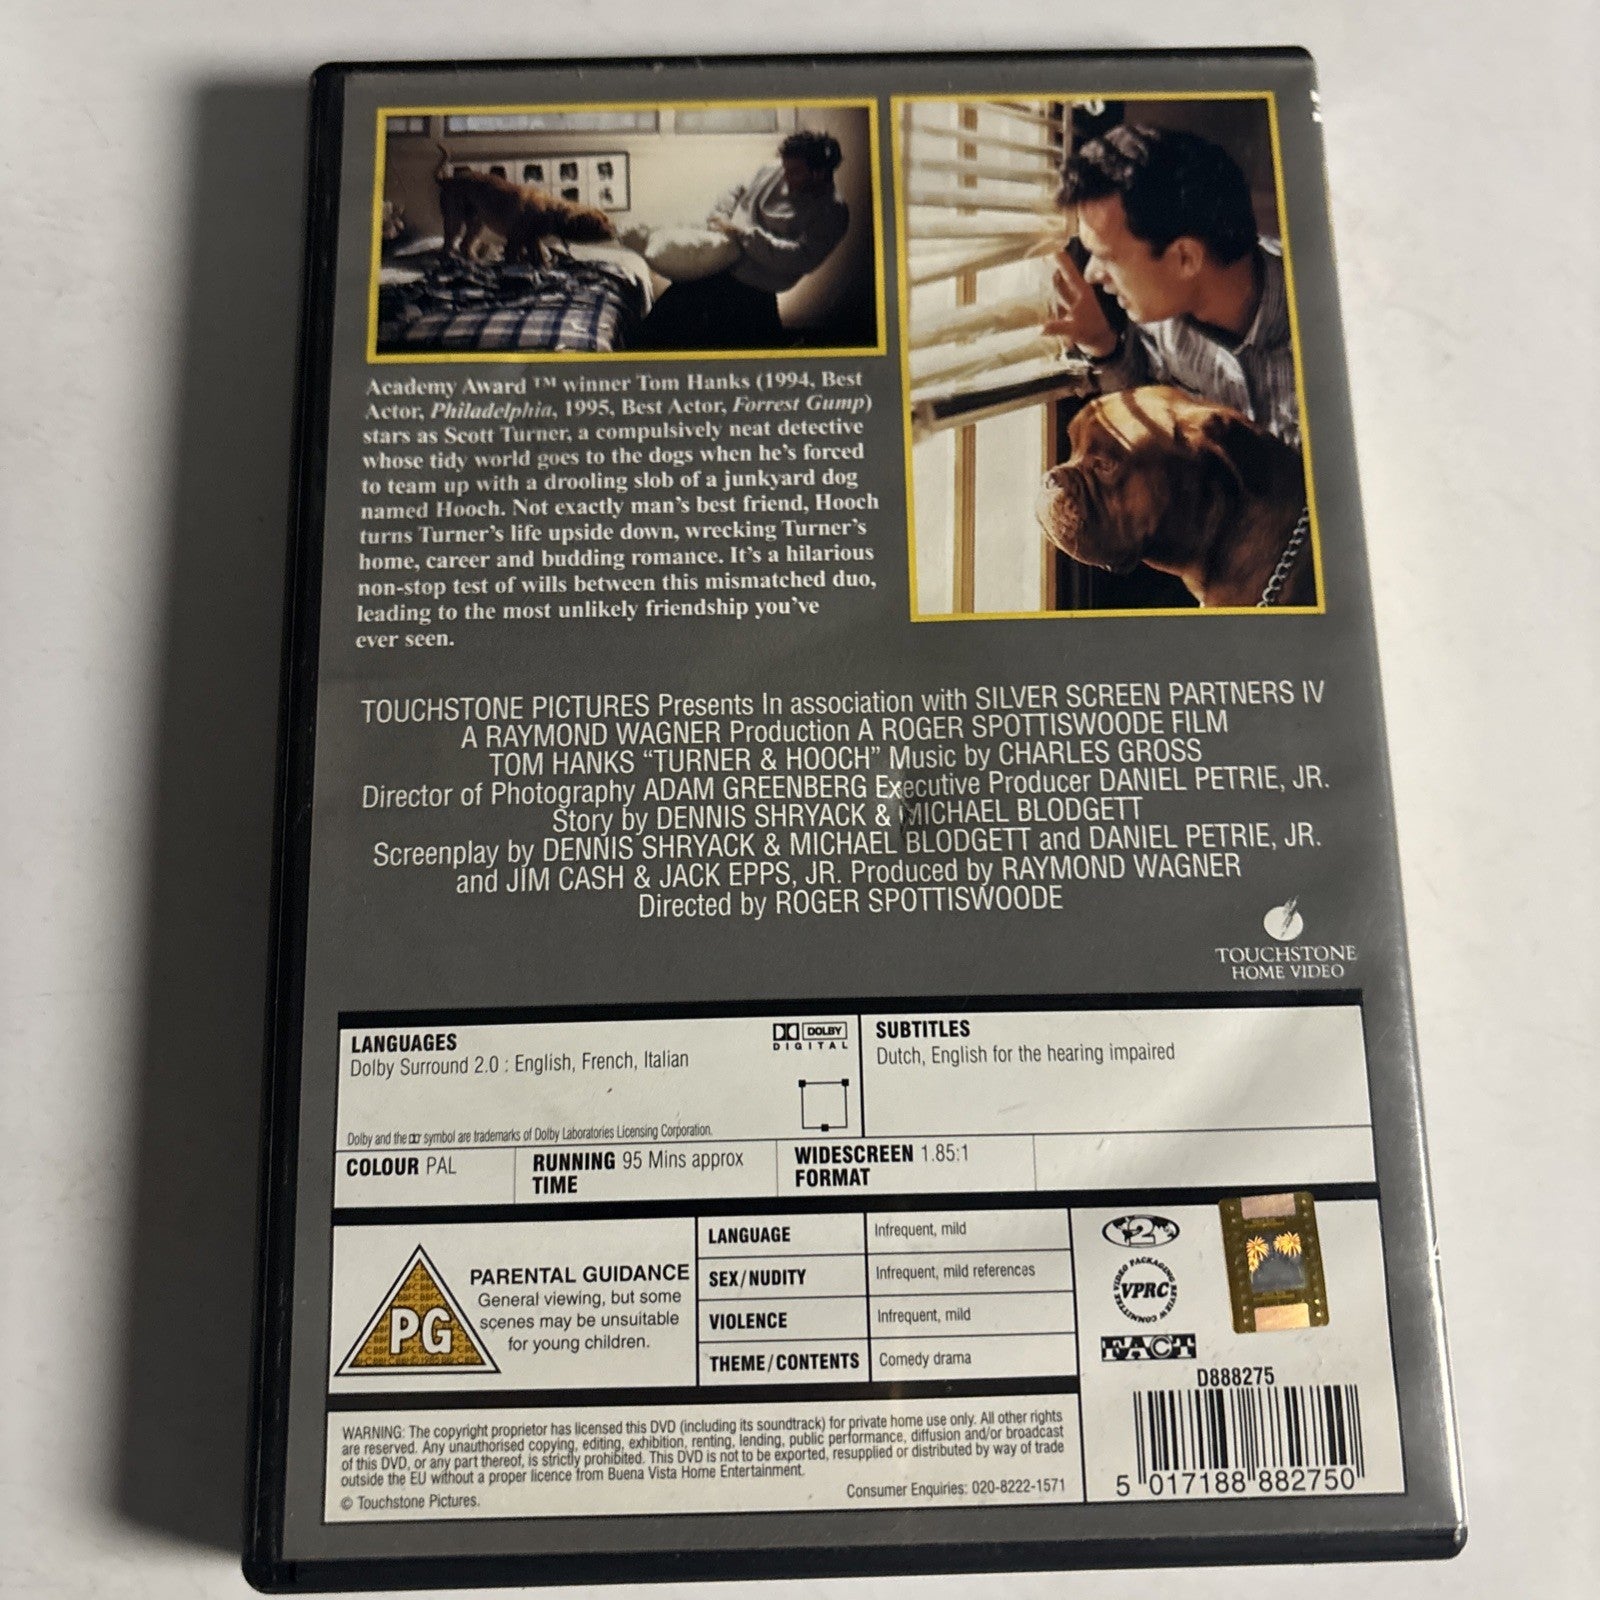 Academy Award ™ winner Tom Hanks (1994, Best
Actor, Philadelphia, 1995, Best Actor, Forrest Gump)
stars as Scott Turner, a compulsively neat detective
whose tidy world goes to the dogs when he's forced
to team up with a drooling slob of a junkyard dog
named Hooch. Not exactly man's best friend, Hooch
turns Turner's life upside down, wrecking Turner's
home, career and budding romance. It's a hilarious
non-stop test of wills between this mismatched duo,
leading to the most unlikely friendship you've
ever seen.
TOUCHSTONE PICTURES Presents In association with SILVER SCREEN PARTNERS IV
A RAYMOND WAGNER Production A ROGER SPOTTISWOODE FILM
TOM HANKS "TURNER & HOOCH" Music by CHARLES GROSS
Director of Photography ADAM GREENBERG Executive Producer DANIEL PETRIE, JR.
Story by DENNIS SHRYACK & MICHAEL BLODGETT
Screenplay by DENNIS SHRYACK & MICHAEL BLODGETT and DANIEL PETRIE, JR.
and JIM CASH & JACK EPPS, JR. Produced by RAYMOND WAGNER
Directed by ROGER SPOTTISWOODE
TOUCHSTONE
HOME VIDEO
LANGUAGES
Dolby Surround 2.0 : English, French, Italian
DOLBY
DIGITAL
Dolby and the symbol are trademarks of Dolby Laboratories Licensing Corporation.
SUBTITLES
Dutch, English for the hearing impaired
COLOUR PAL
RUNNING 95 Mins approx
TIME
WIDESCREEN 1.85:1
FORMAT
PG
PARENTAL GUIDANCE
General viewing, but some
scenes may be unsuitable
for young children.
LANGUAGE Infrequent, mild
SEX/NUDITY Infrequent, mild references
VIOLENCE Infrequent, mild
THEME/CONTENTS Comedy drama
2
VIDEO PACKAGING REVIEW COMMITTEE
VPRC
FACT
D888275
5 017188 882750
WARNING: The copyright proprietor has licensed this DVD (including its soundtrack) for private home use only. All other rights
are reserved. Any unauthorised copying, editing, exhibition, renting, lending, public performance, diffusion and/or broadcast
of this DVD, or any part thereof, is strictly prohibited. This DVD is not to be exported, resupplied or distributed by way of trade
outside the EU without a proper licence from Buena Vista Home Entertainment.
© Touchstone Pictures.
Consumer Enquiries: 020-8222-1571